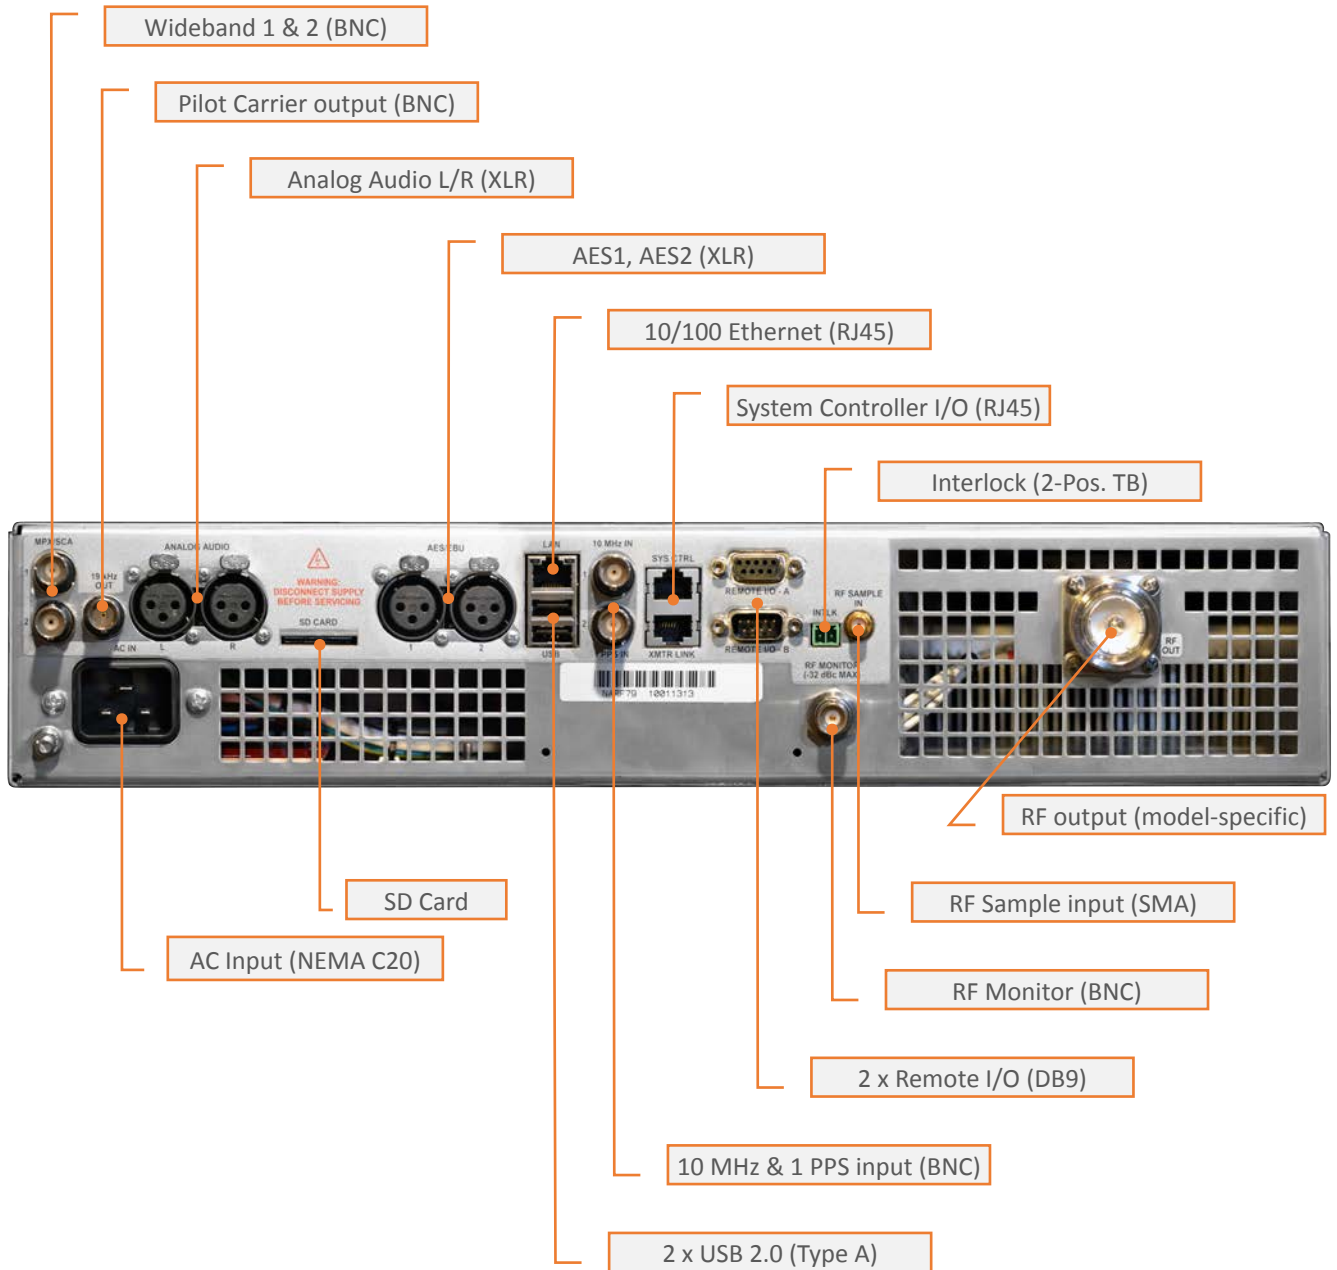 Wideband 1 & 2 (BNC)
Pilot Carrier output (BNC)
Analog Audio L/R (XLR)
AES1, AES2 (XLR)
10/100 Ethernet (RJ45)
System Controller I/O (RJ45)
Interlock (2-Pos. TB)
MPX/SCA
1
2
19 kHz
OUT
ANALOG AUDIO
L
R
WARNING:
DISCONNECT SUPPLY
BEFORE SERVICING
SD CARD
AES/EBU
1
2
LAN
USB
10 MHz IN
1
2
PPS IN
SYS CTRL
XMTR LINK
REMOTE I/O - A
REMOTE I/O - B
INTLK
RF SAMPLE
IN
RF MONITOR
(-32 dBc MAX)
RF
OUT
AC IN
10011313
RF output (model-specific)
SD Card
RF Sample input (SMA)
AC Input (NEMA C20)
RF Monitor (BNC)
2 x Remote I/O (DB9)
10 MHz & 1 PPS input (BNC)
2 x USB 2.0 (Type A)